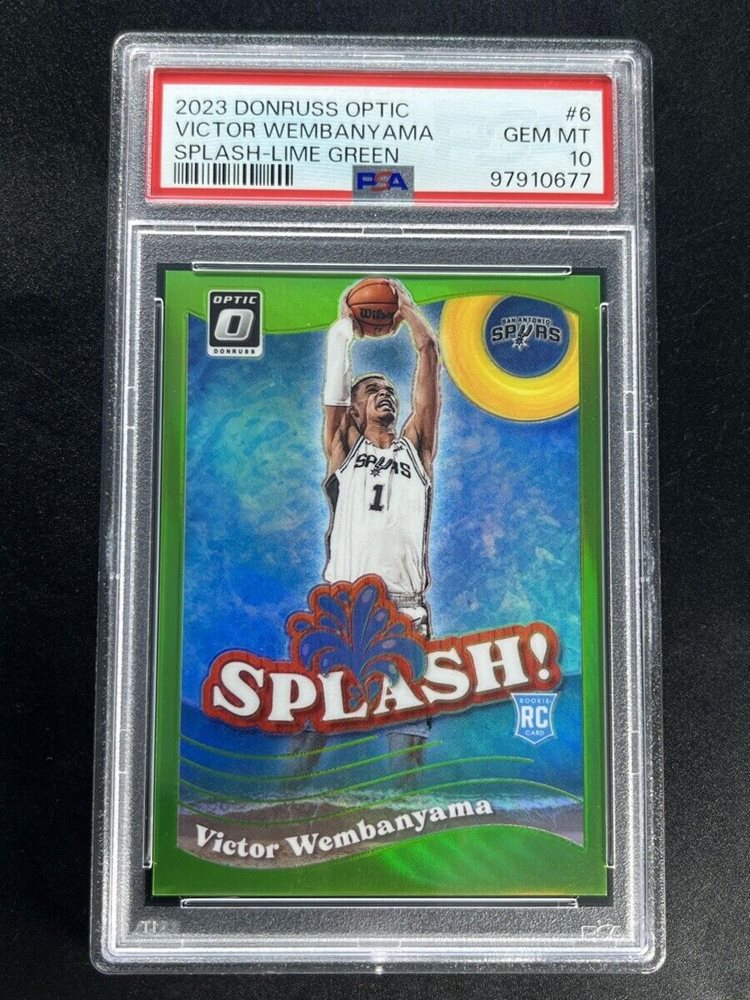 2023 DONRUSS OPTIC #6
VICTOR WEMBANYAMA GEM MT
SPLASH-LIME GREEN 10
PSA 97910677
OPTIC
DONRUSS
Wilson
SAN ANTONIO
SPURS
SPURS
1
SPLASH!
ROOKIE
RC
CARD
Victor Wembanyama